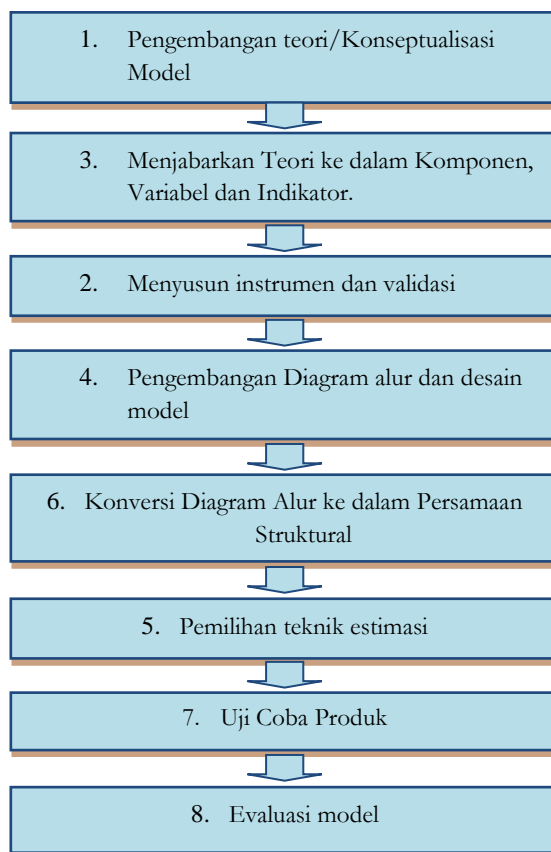 1. Pengembangan teori/Konseptualisasi
Model
3. Menjabarkan Teori ke dalam Komponen,
Variabel dan Indikator.
2. Menyusun instrumen dan validasi
4. Pengembangan Diagram alur dan desain
model
6. Konversi Diagram Alur ke dalam Persamaan
Struktural
5. Pemilihan teknik estimasi
7. Uji Coba Produk
8. Evaluasi model